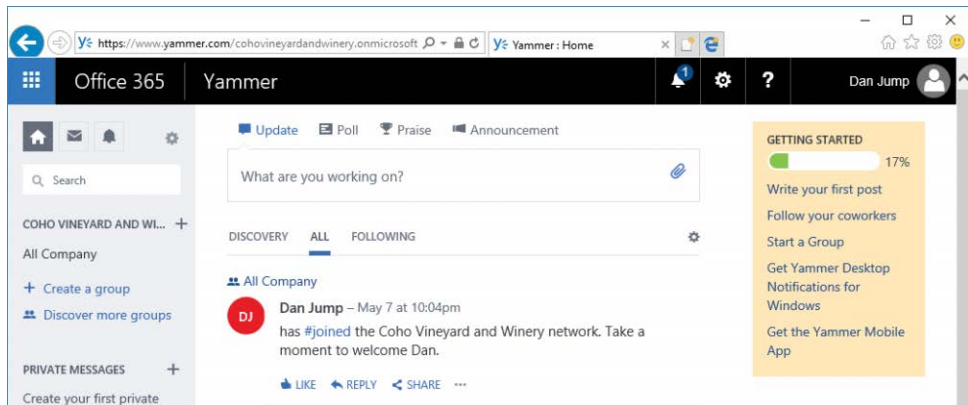 https://www.yammer.com/cohovineyardandwinery.onmicrosoft
Yammer : Home
Office 365
Yammer
1
?
Dan Jump
Search
COHO VINEYARD AND WI...
All Company
+ Create a group
Discover more groups
PRIVATE MESSAGES +
Create your first private
Update Poll Praise Announcement
What are you working on?
DISCOVERY ALL FOLLOWING
All Company
DJ
Dan Jump – May 7 at 10:04pm
has #joined the Coho Vineyard and Winery network. Take a
moment to welcome Dan.
LIKE REPLY SHARE ...
GETTING STARTED
17%
Write your first post
Follow your coworkers
Start a Group
Get Yammer Desktop
Notifications for
Windows
Get the Yammer Mobile
App